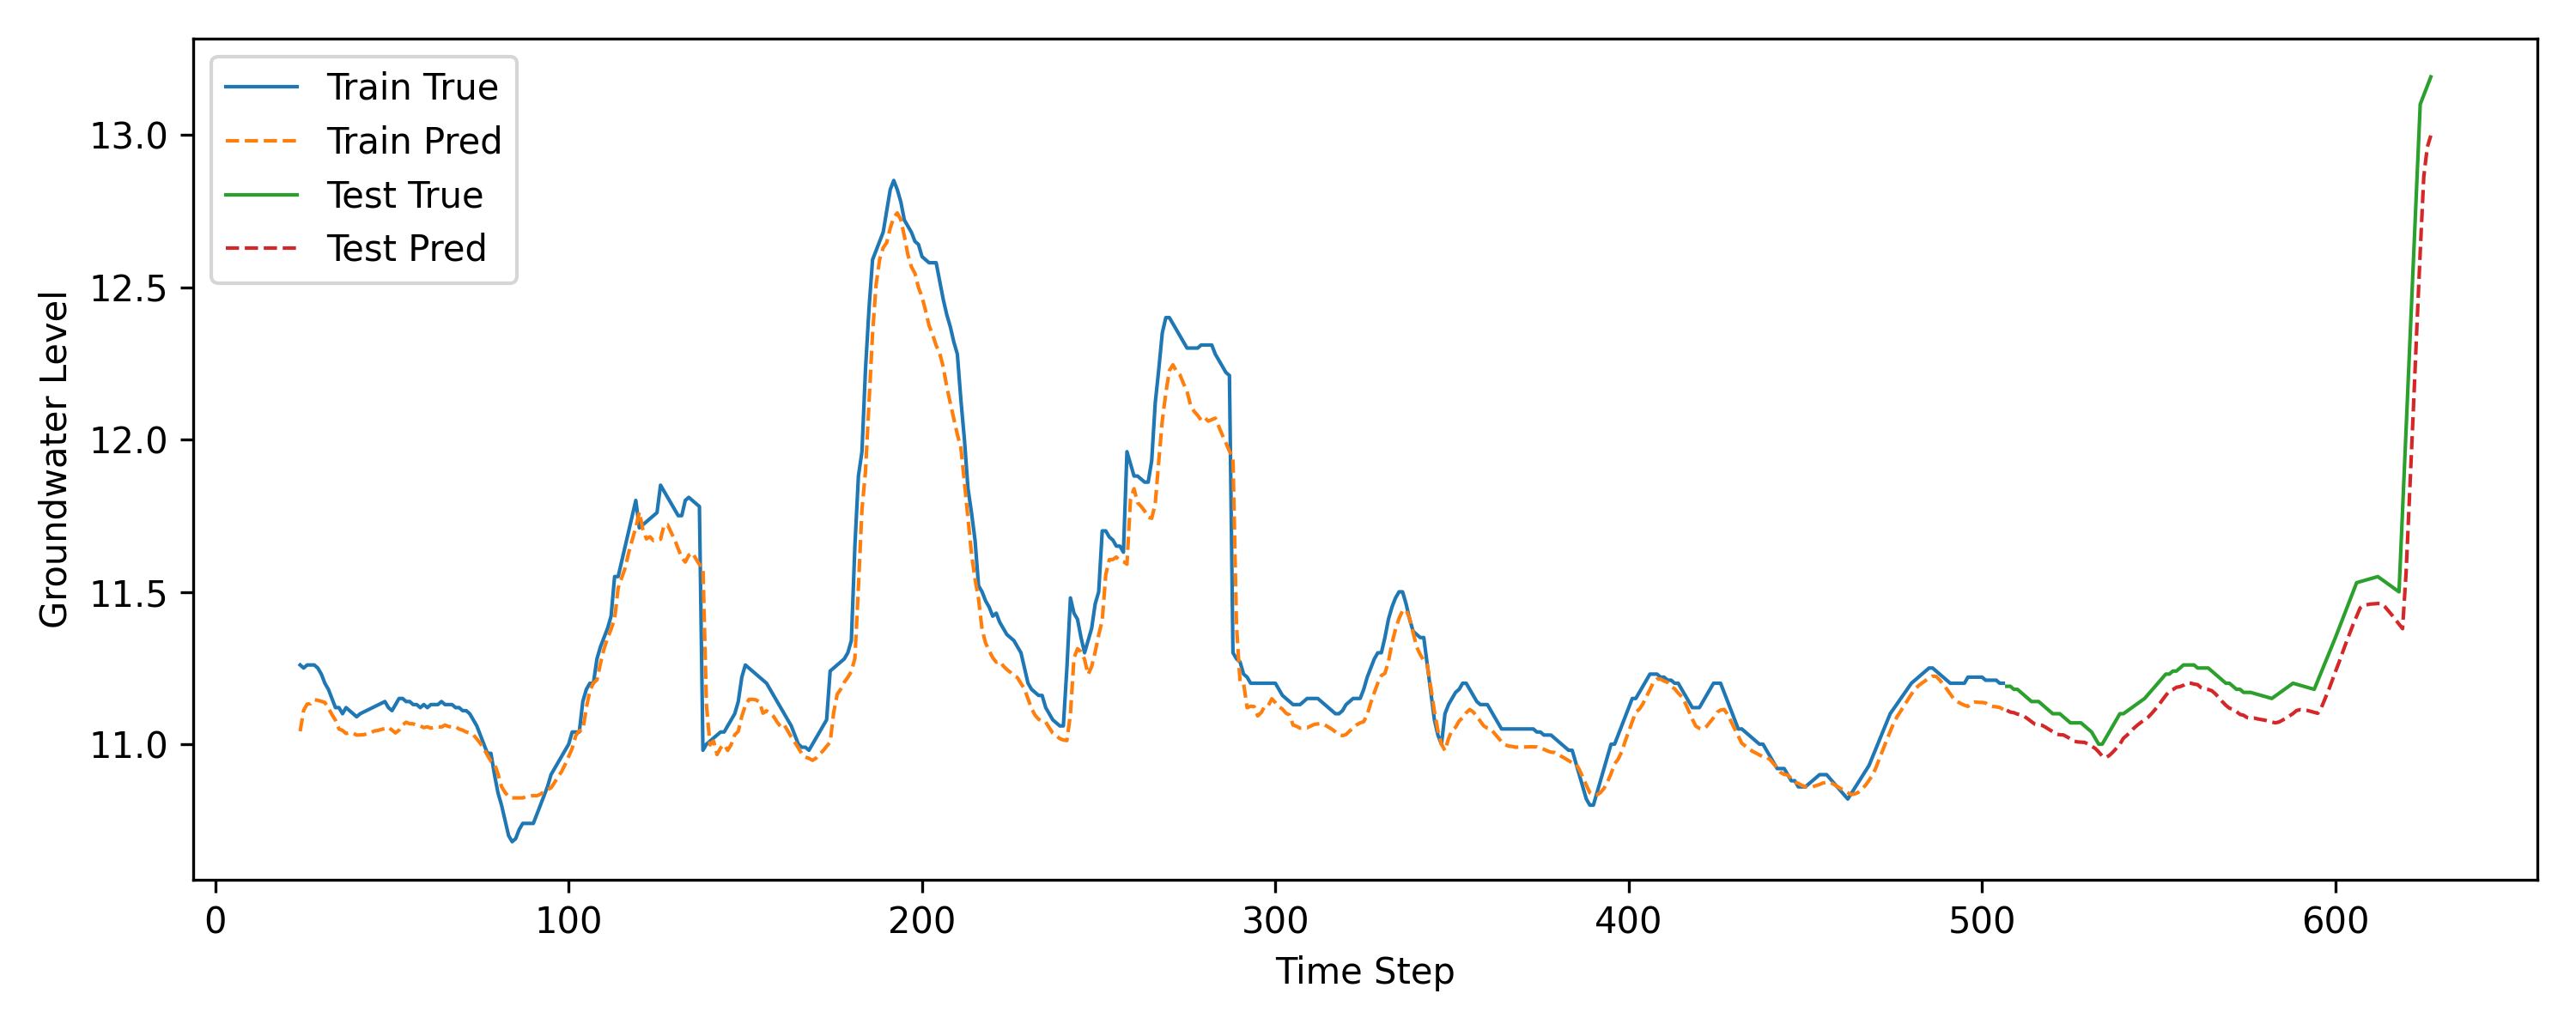 Train True
Train Pred
Test True
Test Pred
Groundwater Level
13.0
12.5
12.0
11.5
11.0
0 100 200 300 400 500 600
Time Step